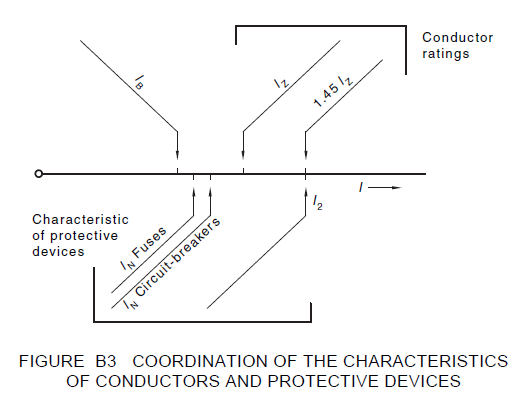 Conductor
ratings
I_B
I_Z
1.45 I_Z
I
I_2
Characteristic
of protective
devices
I_N Fuses
I_N Circuit-breakers
FIGURE B3 COORDINATION OF THE CHARACTERISTICS
OF CONDUCTORS AND PROTECTIVE DEVICES